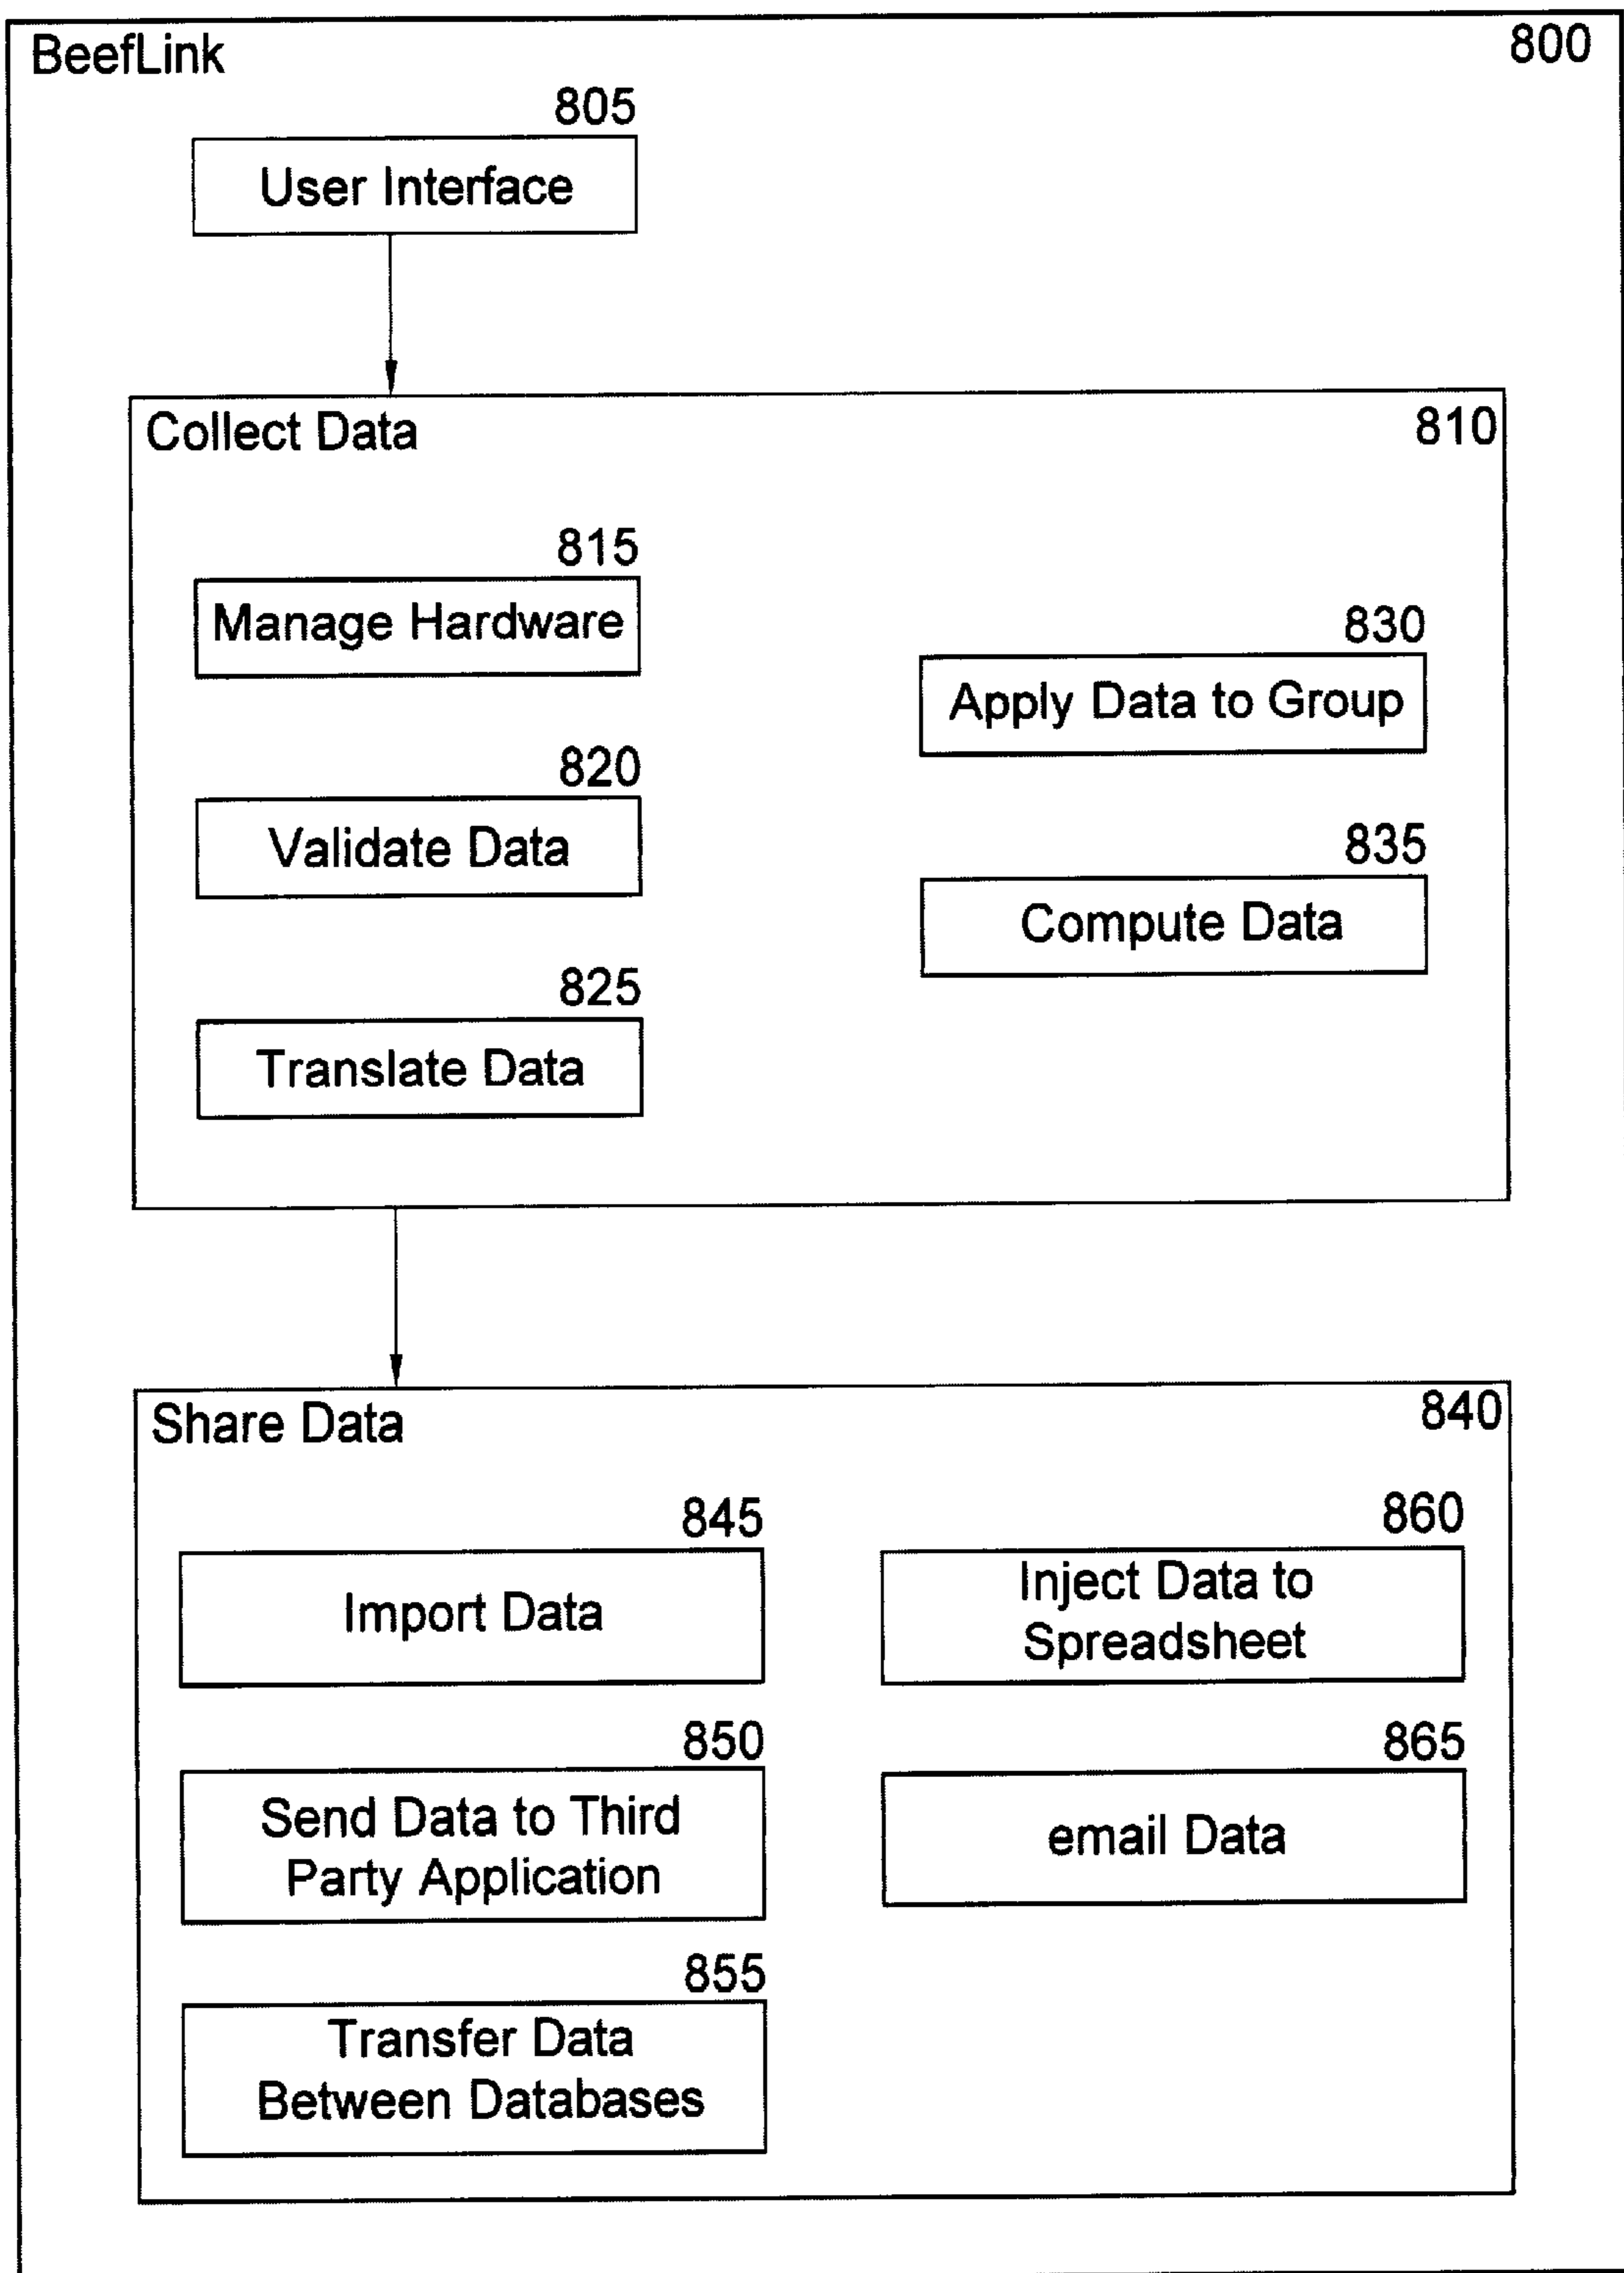 BeefLink 800
805
User Interface
Collect Data 810
815
Manage Hardware
820
Validate Data
825
Translate Data
830
Apply Data to Group
835
Compute Data
Share Data 840
845
Import Data
850
Send Data to Third
Party Application
855
Transfer Data
Between Databases
860
Inject Data to
Spreadsheet
865
email Data